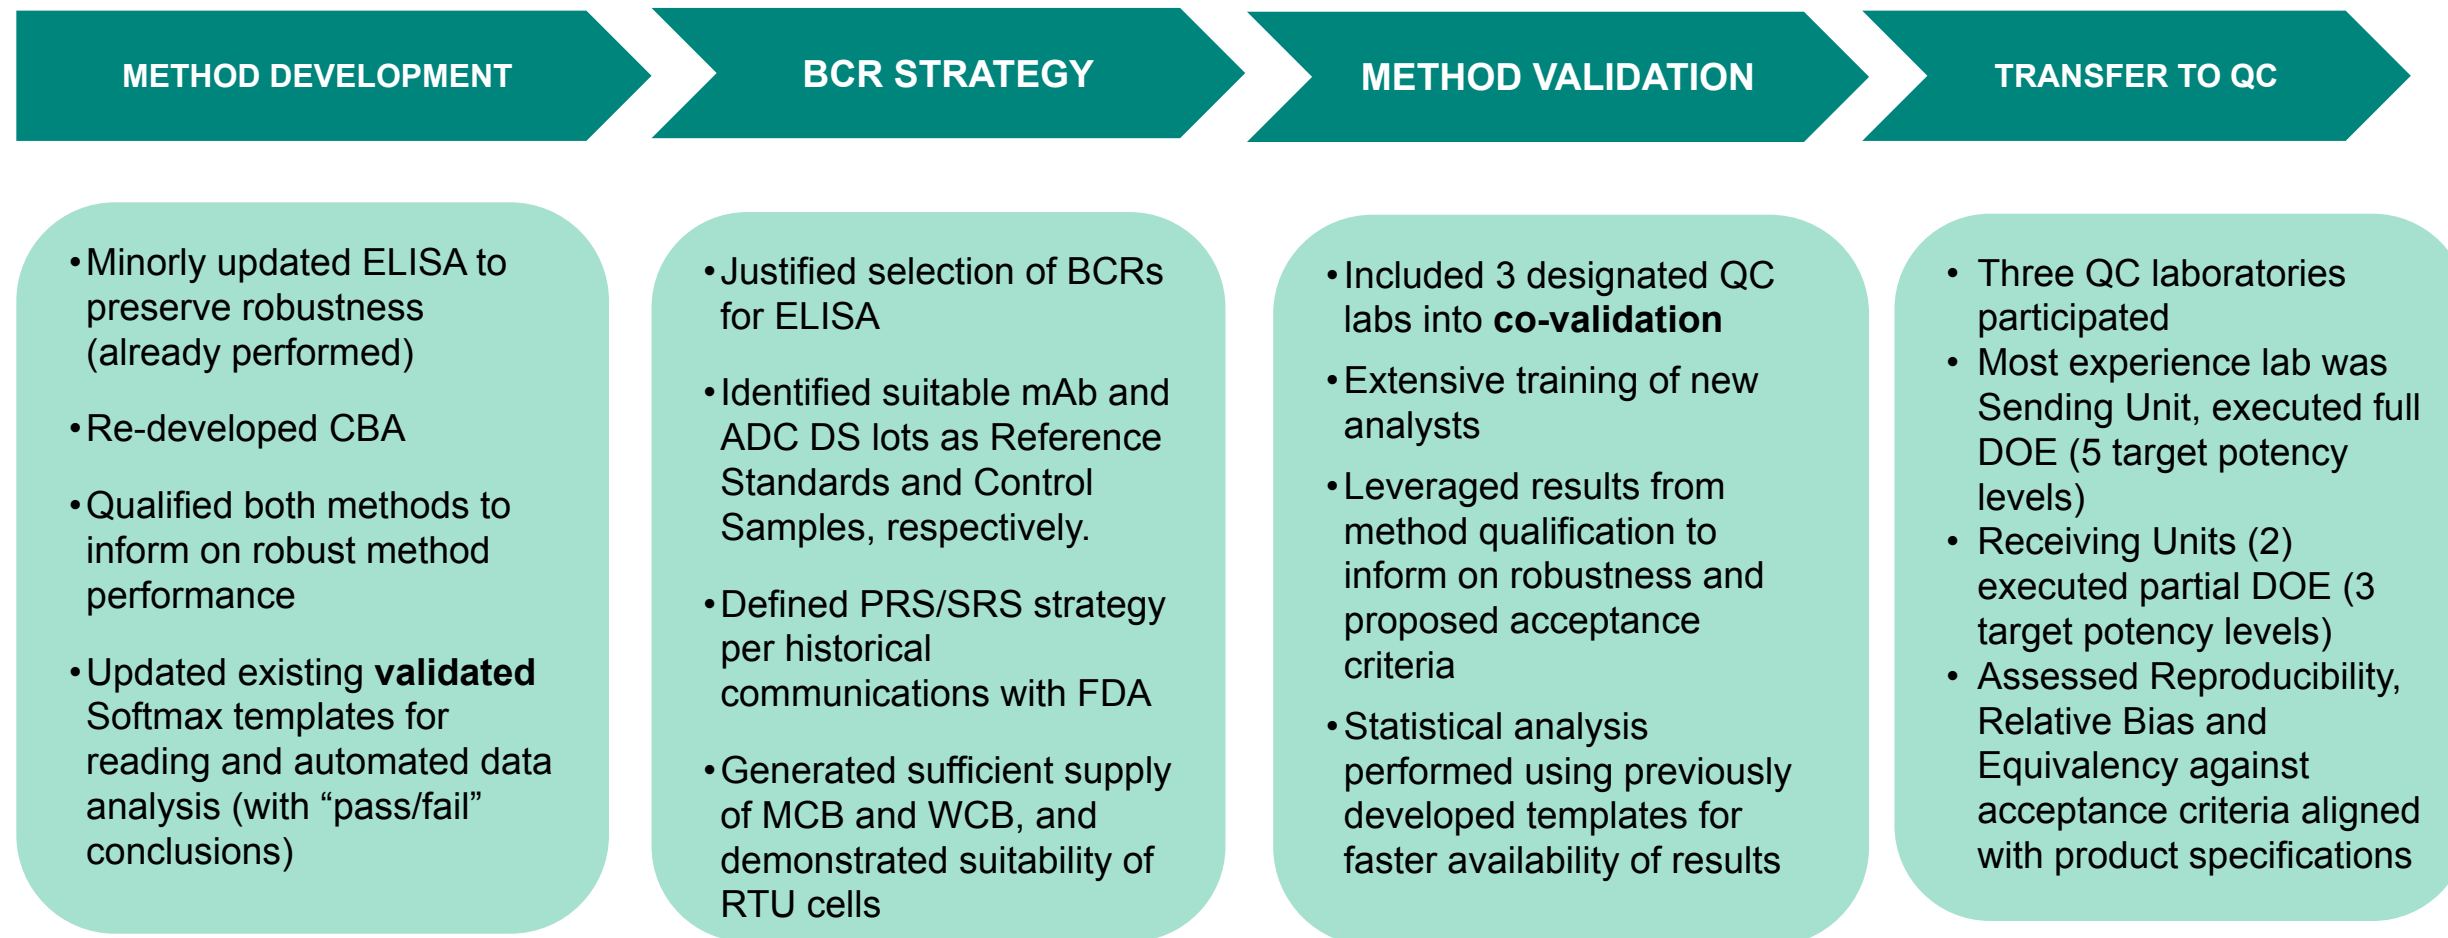 METHOD DEVELOPMENT
BCR STRATEGY
METHOD VALIDATION
TRANSFER TO QC
•Minorly updated ELISA to
preserve robustness
(already performed)
•Re-developed CBA
•Qualified both methods to
inform on robust method
performance
•Updated existing validated
Softmax templates for
reading and automated data
analysis (with “pass/fail”
conclusions)
•Justified selection of BCRs
for ELISA
•Identified suitable mAb and
ADC DS lots as Reference
Standards and Control
Samples, respectively.
•Defined PRS/SRS strategy
per historical
communications with FDA
•Generated sufficient supply
of MCB and WCB, and
demonstrated suitability of
RTU cells
•Included 3 designated QC
labs into co-validation
•Extensive training of new
analysts
•Leveraged results from
method qualification to
inform on robustness and
proposed acceptance
criteria
•Statistical analysis
performed using previously
developed templates for
faster availability of results
• Three QC laboratories
participated
• Most experience lab was
Sending Unit, executed full
DOE (5 target potency
levels)
• Receiving Units (2)
executed partial DOE (3
target potency levels)
• Assessed Reproducibility,
Relative Bias and
Equivalency against
acceptance criteria aligned
with product specifications